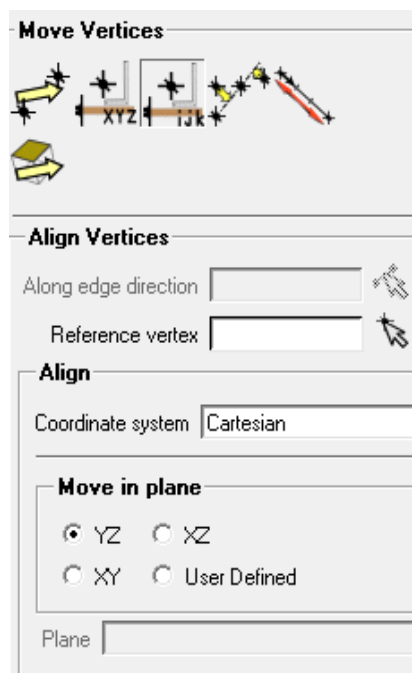 Move Vertices
XYZ ijk
Align Vertices
Along edge direction
Reference vertex
Align
Coordinate system Cartesian
Move in plane
YZ XZ
XY User Defined
Plane